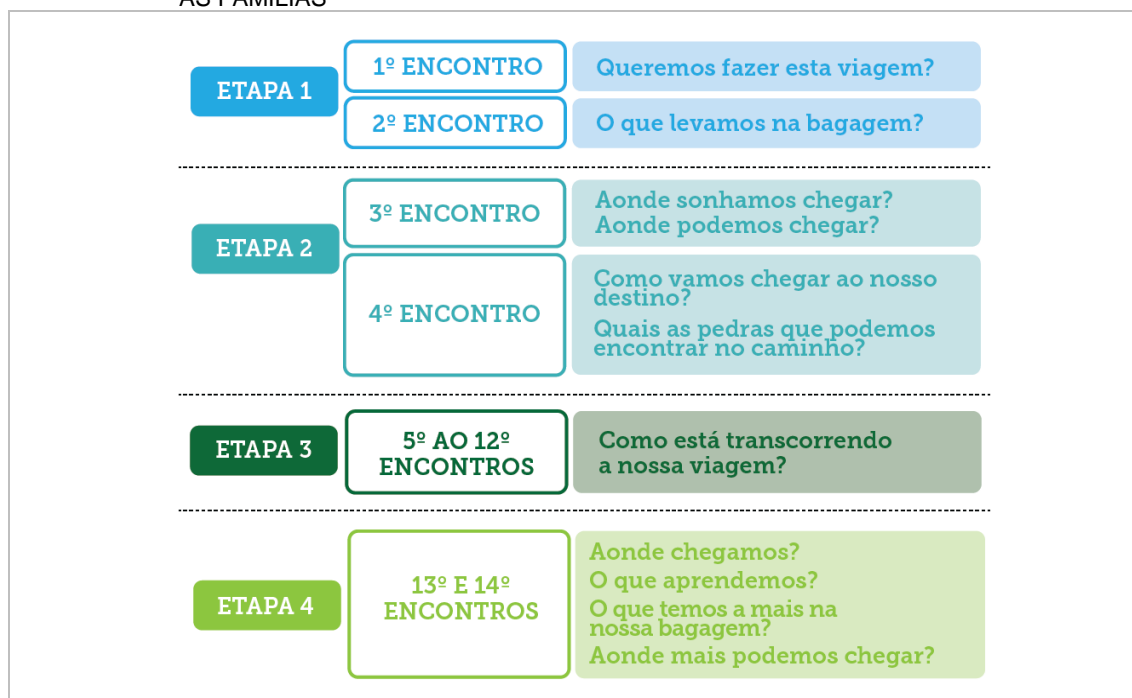 AS FAMÍLIAS
ETAPA 1
1º ENCONTRO
Queremos fazer esta viagem?
2º ENCONTRO
O que levamos na bagagem?
ETAPA 2
3º ENCONTRO
Aonde sonhamos chegar?
Aonde podemos chegar?
4º ENCONTRO
Como vamos chegar ao nosso
destino?
Quais as pedras que podemos
encontrar no caminho?
ETAPA 3
5º AO 12º
ENCONTROS
Como está transcorrendo
a nossa viagem?
ETAPA 4
13º E 14º
ENCONTROS
Aonde chegamos?
O que aprendemos?
O que temos a mais na
nossa bagagem?
Aonde mais podemos chegar?